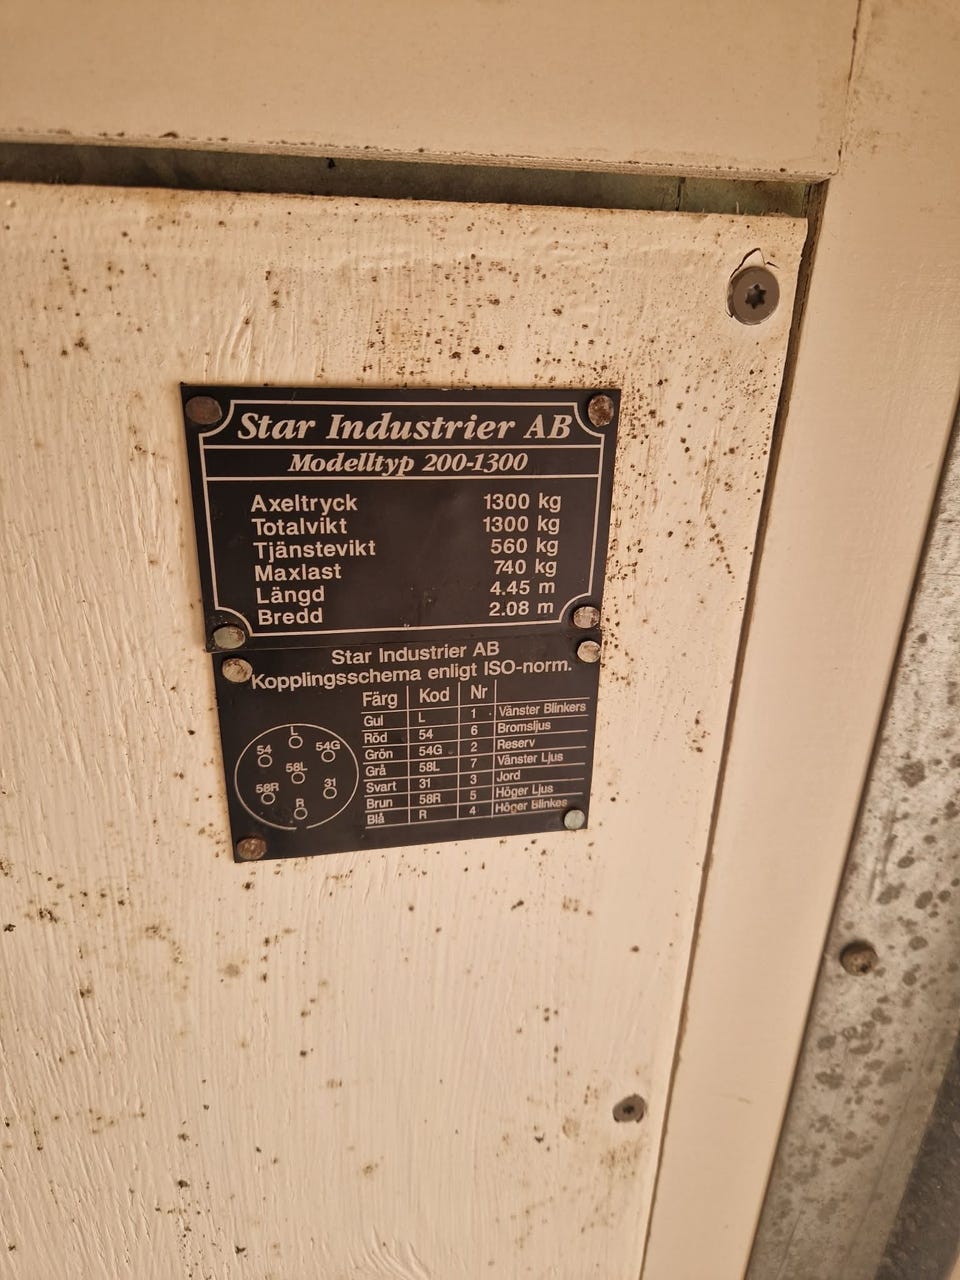 Star Industrier AB
Modelltyp 200-1300
Axeltryck 1300 kg
Totalvikt 1300 kg
Tjänstevikt 560 kg
Maxlast 740 kg
Längd 4.45 m
Bredd 2.08 m
Star Industrier AB
Kopplingsschema enligt ISO-norm.
Färg Kod Nr
Gul L 1 Vänster Blinkers
Röd 54 6 Bromsljus
Grön 54G 2 Reserv
Grå 58L 7 Vänster Ljus
Svart 31 3 Jord
Brun 58R 5 Höger Ljus
Blå R 4 Höger Blinkes
L
54 54G
58L
58R 31
R